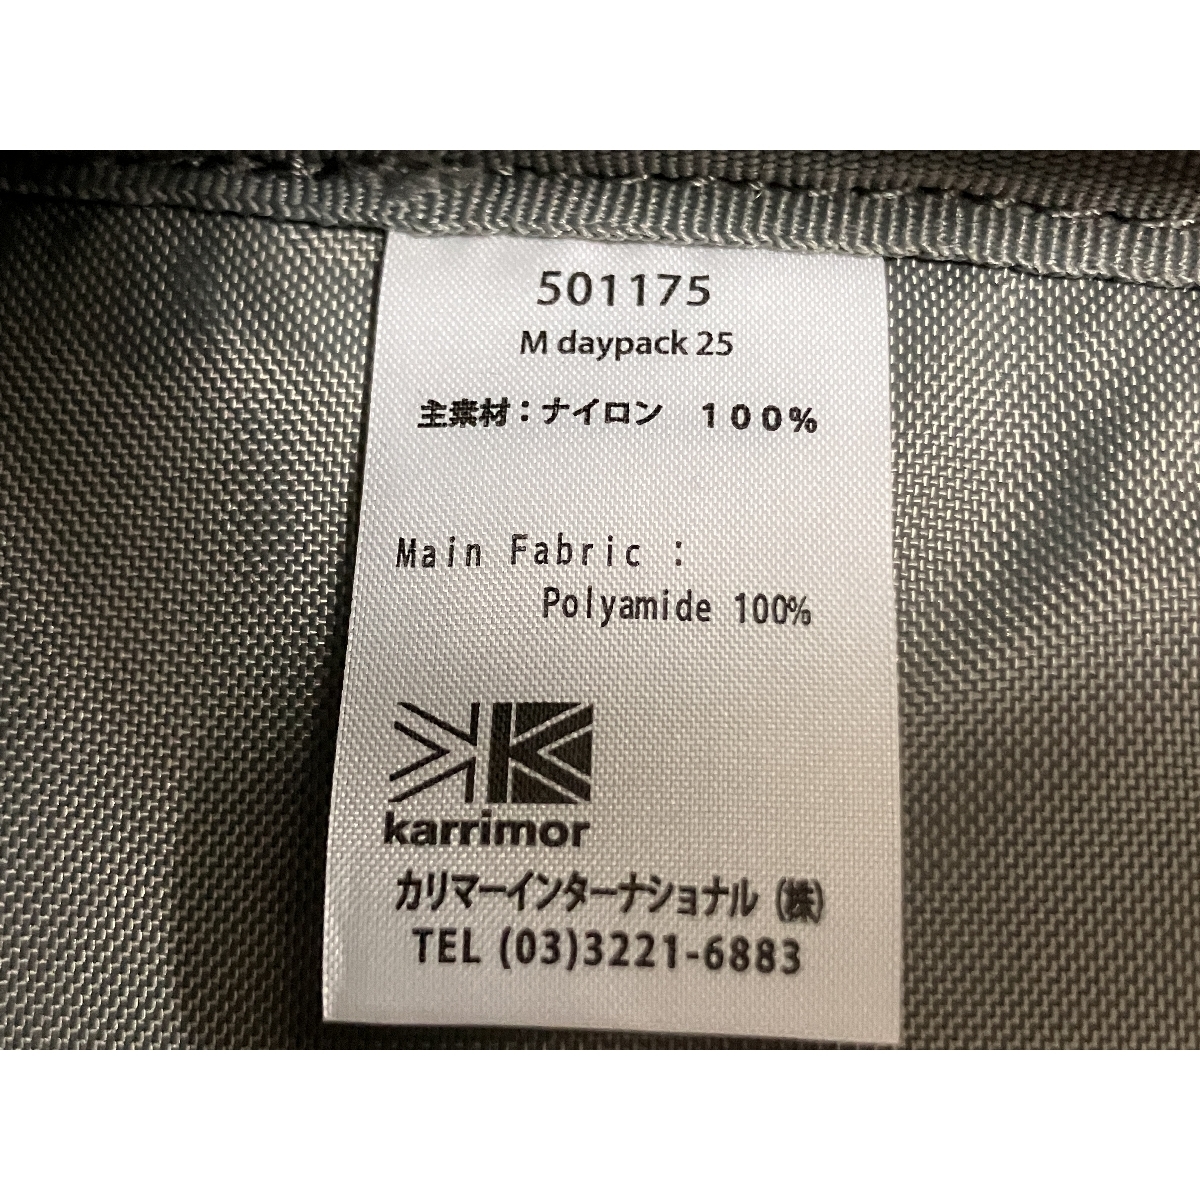 501175
M daypack 25
主素材：ナイロン　１００％
Main Fabric :
Polyamide 100%
karrimor
カリマーインターナショナル（株）
TEL (03)3221-6883